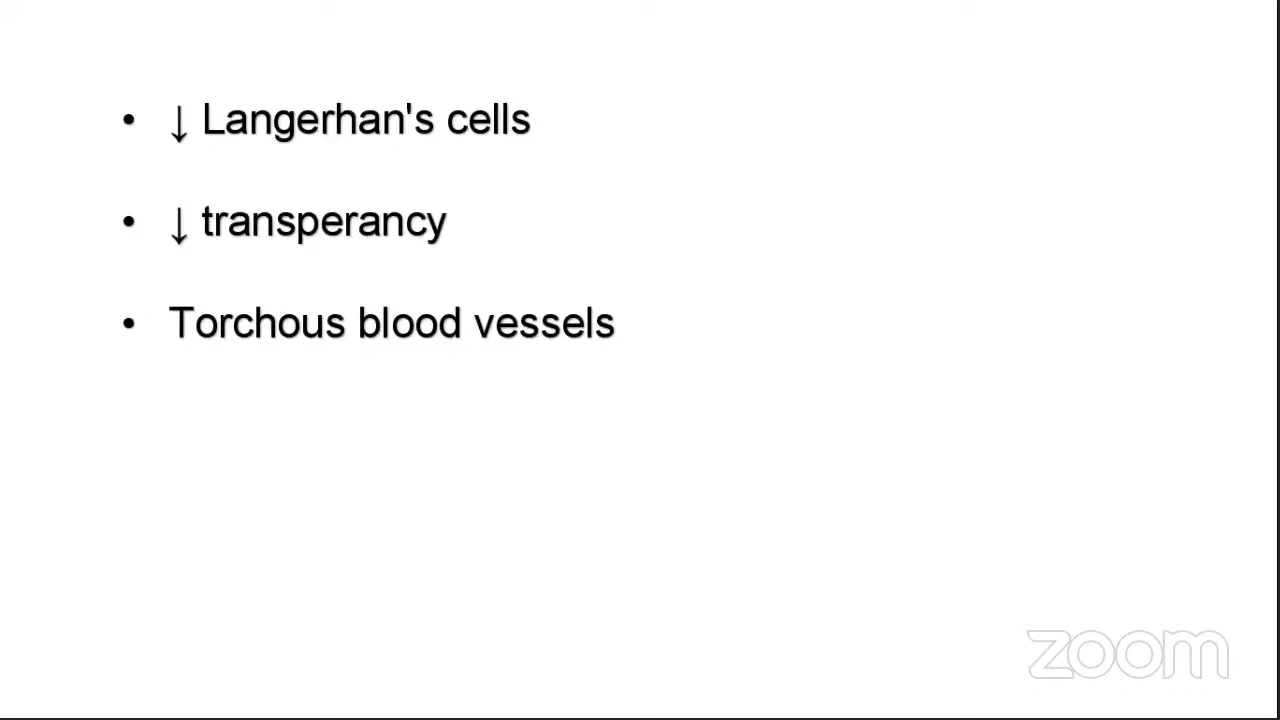 • ↓ Langerhan's cells
• ↓ transperancy
• Torchous blood vessels
zoom